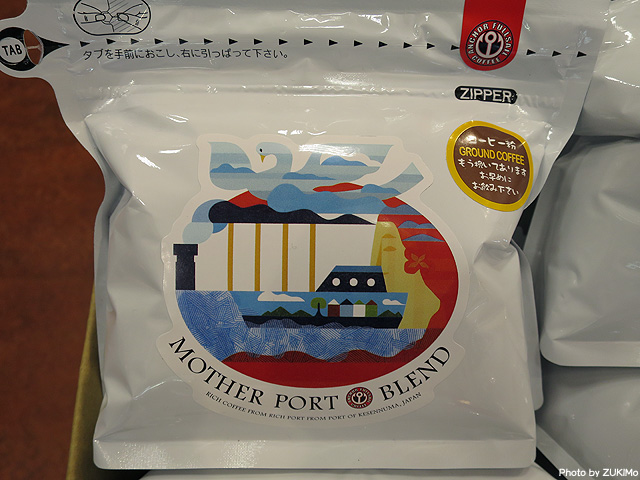 TAB
タブを手前におこし、右に引っぱって下さい。
ANCHOR FULLSAIL
COFFEE
ZIPPER
コーヒー粉
GROUND COFFEE
もう挽いてあります
お早めに
お飲み下さい
MOTHER PORT BLEND
RICH COFFEE FROM RICH PORT FROM PORT OF KESENNUMA, JAPAN
Photo by ZUKIMo